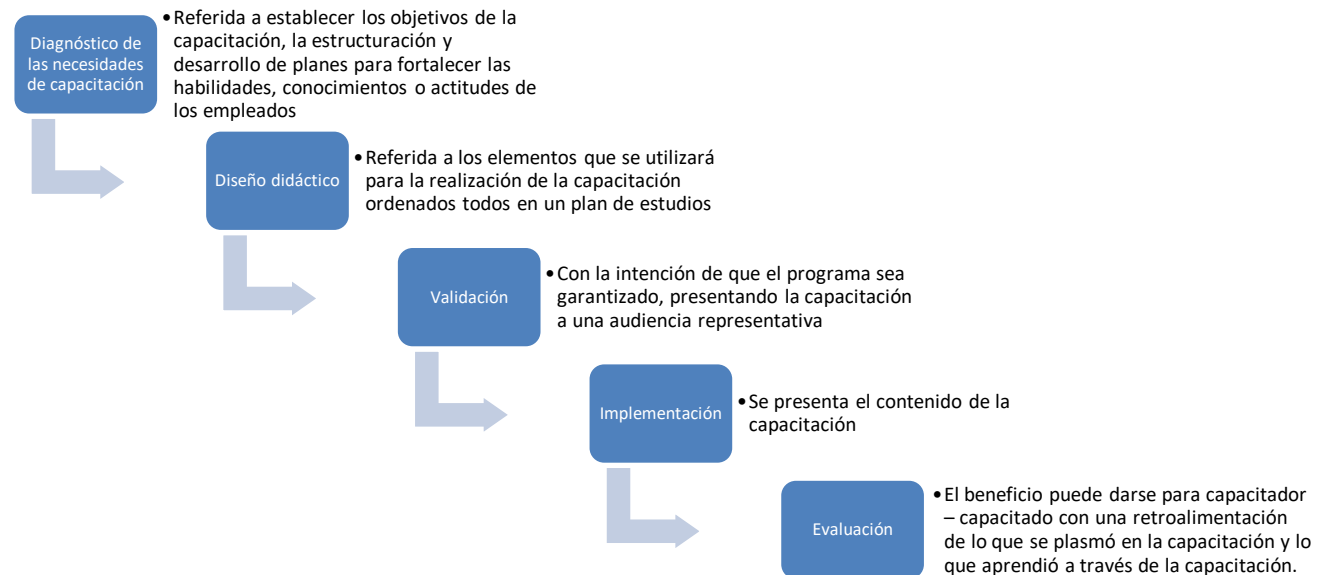 Diagnóstico de
las necesidades
de capacitación
•Referida a establecer los objetivos de la
capacitación, la estructuración y
desarrollo de planes para fortalecer las
habilidades, conocimientos o actitudes de
los empleados
Diseño didáctico
•Referida a los elementos que se utilizará
para la realización de la capacitación
ordenados todos en un plan de estudios
Validación
•Con la intención de que el programa sea
garantizado, presentando la capacitación
a una audiencia representativa
Implementación
•Se presenta el contenido de la
capacitación
Evaluación
•El beneficio puede darse para capacitador
– capacitado con una retroalimentación
de lo que se plasmó en la capacitación y lo
que aprendió a través de la capacitación.